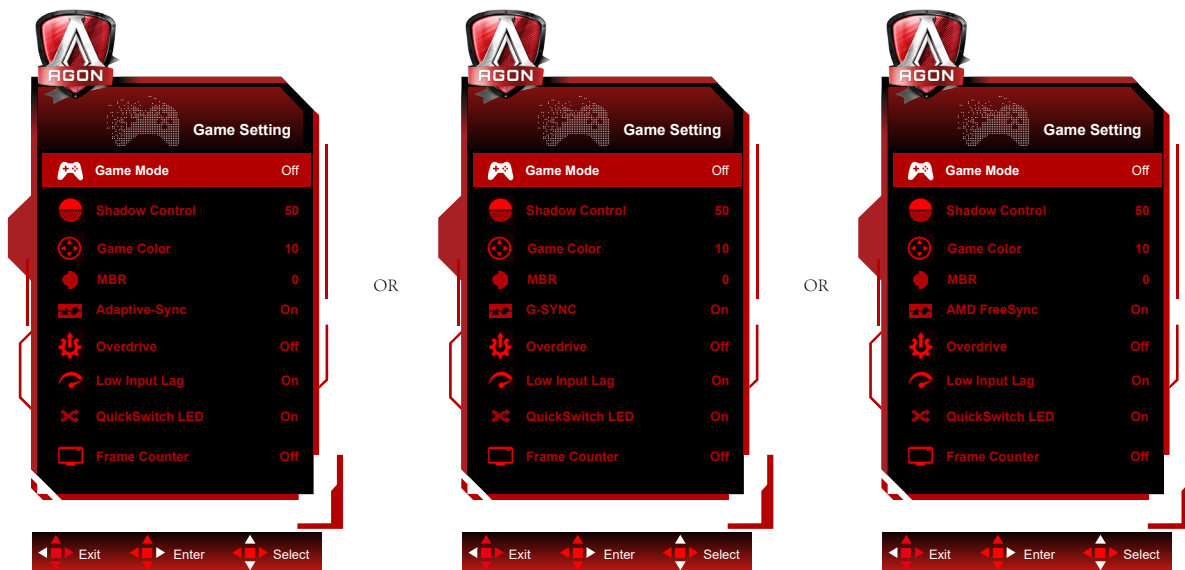 AGON
Game Setting
Game Mode Off
Shadow Control 50
Game Color 10
MBR 0
Adaptive-Sync On
Overdrive Off
Low Input Lag On
QuickSwitch LED On
Frame Counter Off
Exit Enter Select
OR
AGON
Game Setting
Game Mode Off
Shadow Control 50
Game Color 10
MBR 0
G-SYNC On
Overdrive Off
Low Input Lag On
QuickSwitch LED On
Frame Counter Off
Exit Enter Select
OR
AGON
Game Setting
Game Mode Off
Shadow Control 50
Game Color 10
MBR 0
AMD FreeSync On
Overdrive Off
Low Input Lag On
QuickSwitch LED On
Frame Counter Off
Exit Enter Select